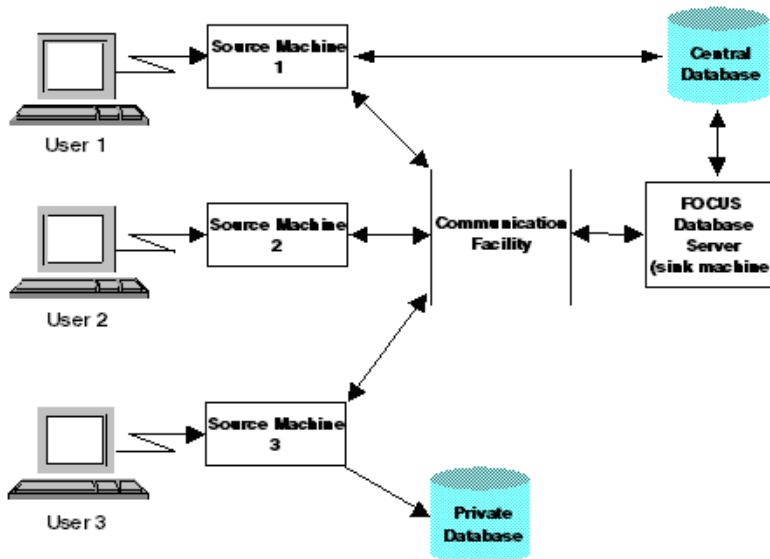 Source Machine
1
Central
Database
User 1
Source Machine
2
Communication
Facility
FOCUS
Database
Server
(sink machine
User 2
Source Machine
3
Private
Database
User 3